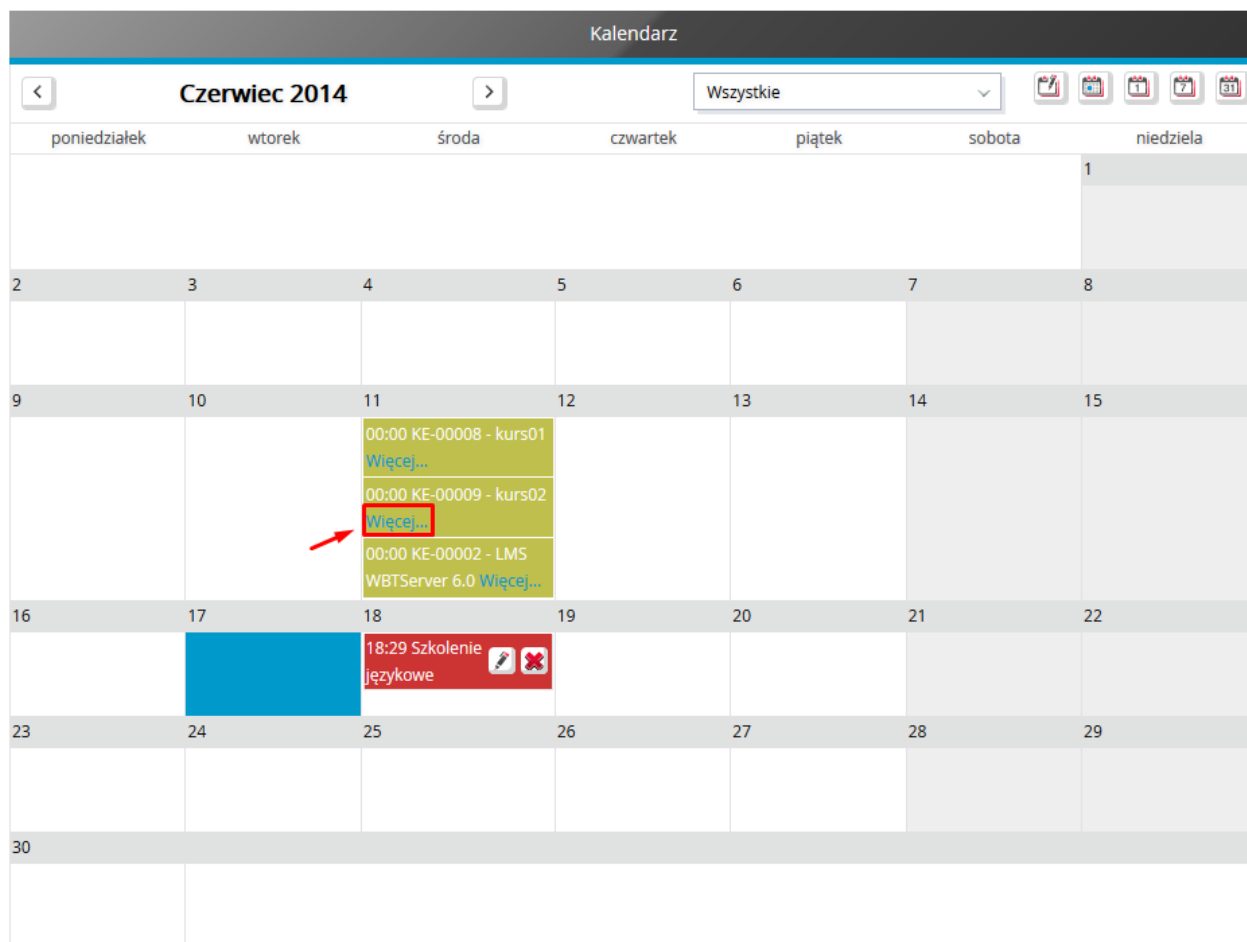 Kalendarz
Czerwiec 2014
Wszystkie
1
7
31
poniedziałek wtorek środa czwartek piątek sobota niedziela
1
2 3 4 5 6 7 8
9 10 11 12 13 14 15
00:00 KE-00008 - kurs01
Więcej...
00:00 KE-00009 - kurs02
Więcej...
00:00 KE-00002 - LMS
WBTServer 6.0 Więcej...
16 17 18 19 20 21 22
18:29 Szkolenie
językowe
23 24 25 26 27 28 29
30